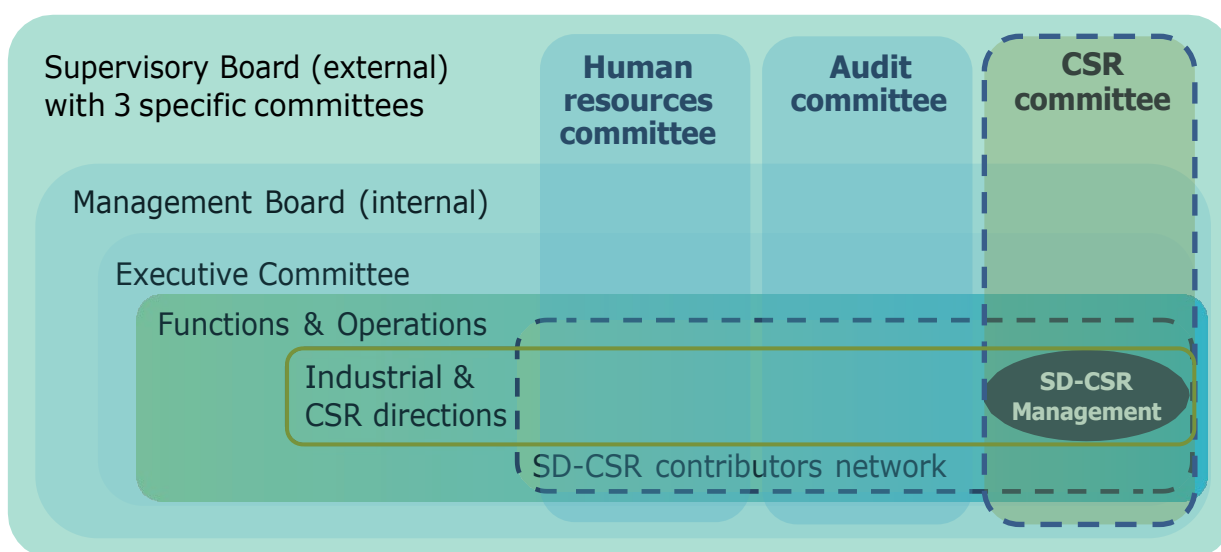 Supervisory Board (external)
with 3 specific committees
Human
resources
committee
Audit
committee
CSR
committee
Management Board (internal)
Executive Committee
Functions & Operations
Industrial &
CSR directions
SD-CSR
Management
SD-CSR contributors network